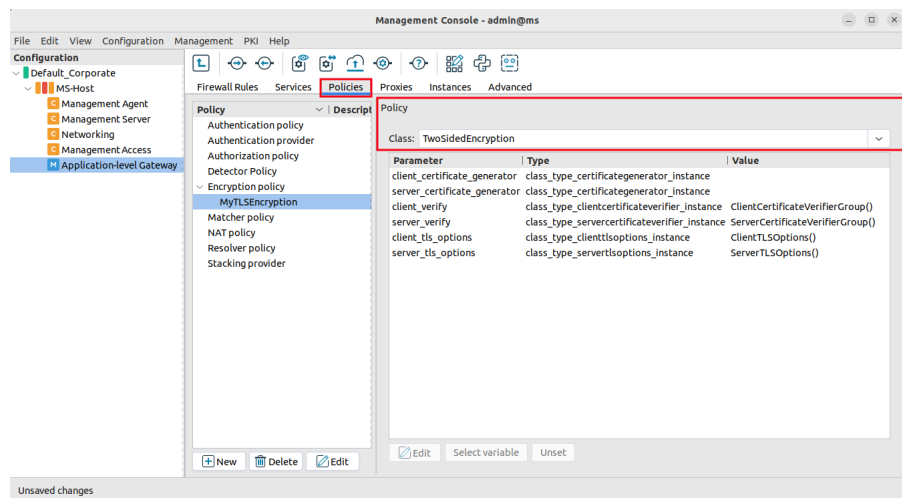 Management Console - admin@ms
File Edit View Configuration Management PKI Help
Configuration
Default_Corporate
MS-Host
C Management Agent
C Management Server
C Networking
C Management Access
M Application-level Gateway
Firewall Rules Services Policies Proxies Instances Advanced
Policy Descript
Authentication policy
Authentication provider
Authorization policy
Detector Policy
Encryption policy
MyTLSEncryption
Matcher policy
NAT policy
Resolver policy
Stacking provider
New Delete Edit
Policy
Class: TwoSidedEncryption
Parameter Type Value
client_certificate_generator class_type_certificategenerator_instance
server_certificate_generator class_type_certificategenerator_instance
client_verify class_type_clientcertificateverifier_instance ClientCertificateVerifierGroup()
server_verify class_type_servercertificateverifier_instance ServerCertificateVerifierGroup()
client_tls_options class_type_clienttlsoptions_instance ClientTLSOptions()
server_tls_options class_type_servertlsoptions_instance ServerTLSOptions()
Edit Select variable Unset
Unsaved changes